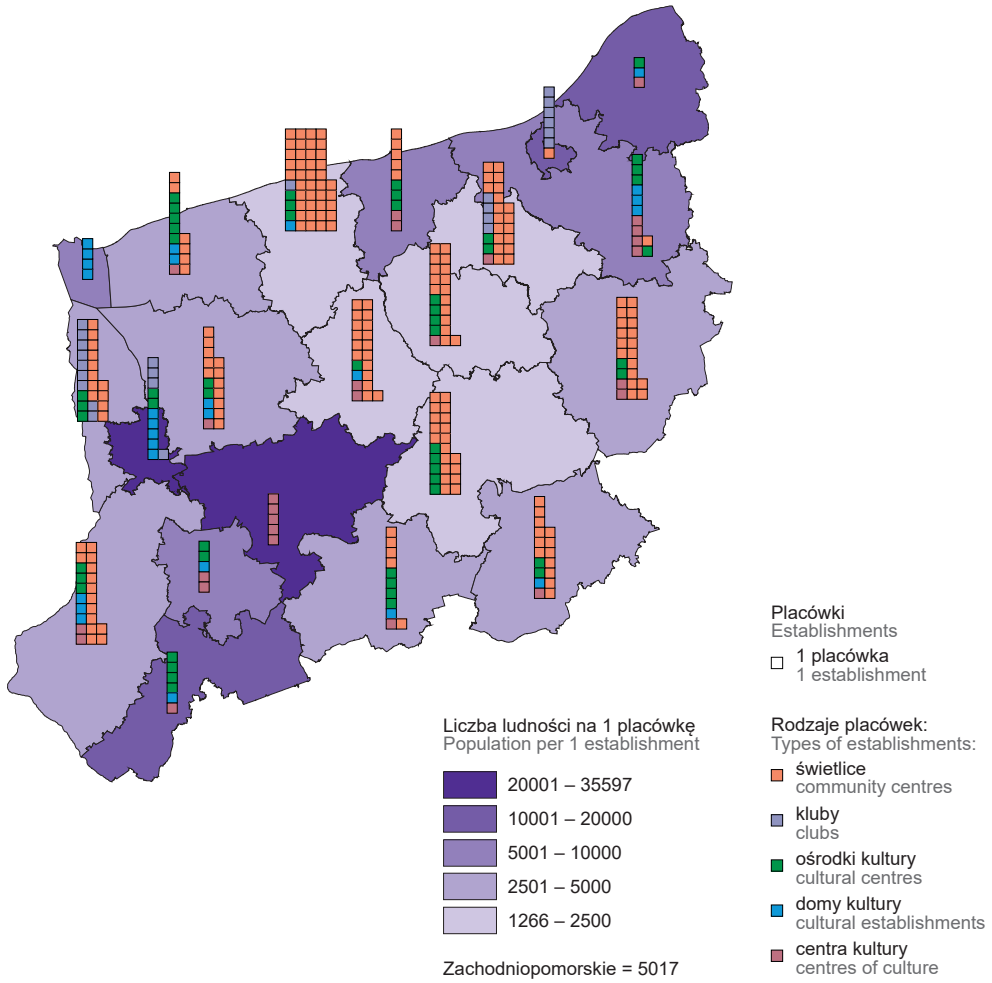 Placówki
Establishments
1 placówka
1 establishment
Liczba ludności na 1 placówkę
Population per 1 establishment
20001 – 35597
10001 – 20000
5001 – 10000
2501 – 5000
1266 – 2500
Zachodniopomorskie = 5017
Rodzaje placówek:
Types of establishments:
świetlice
community centres
kluby
clubs
ośrodki kultury
cultural centres
domy kultury
cultural establishments
centra kultury
centres of culture